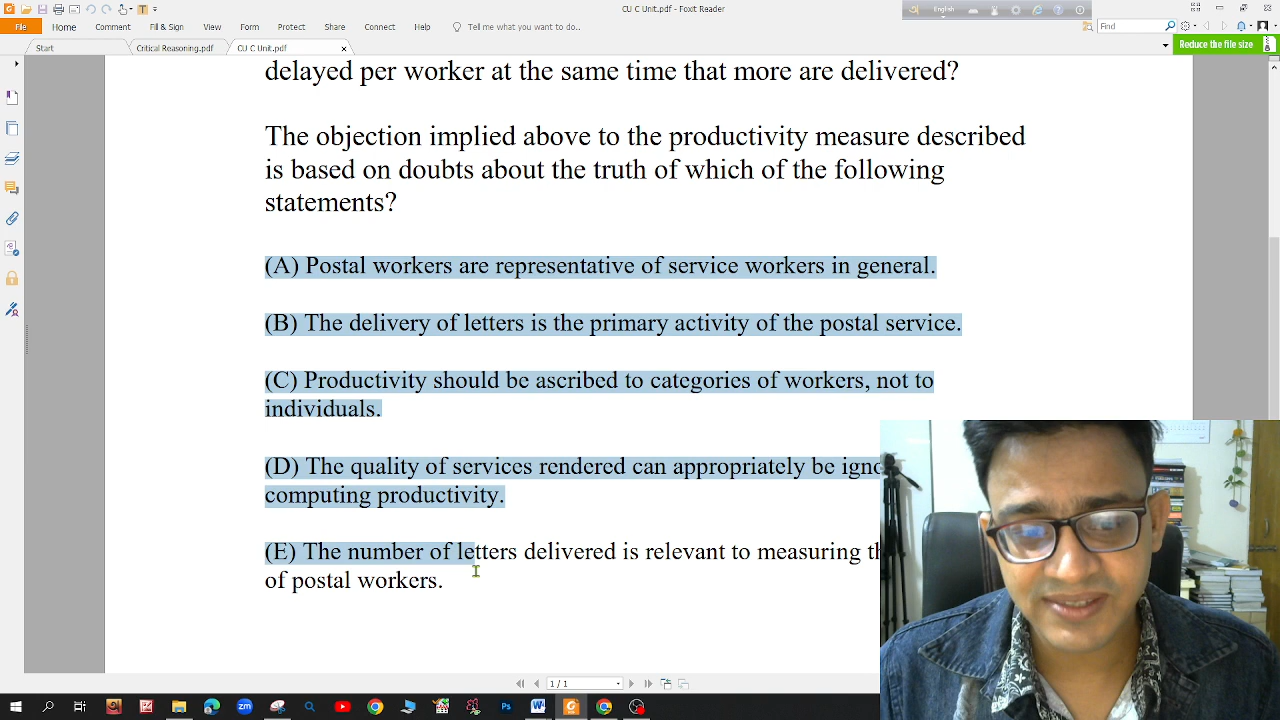 CU C Unit.pdf - Foxit Reader
English
File Home Comment Fill & Sign View Form Protect Share Connect Help Tell me what you want to do.. Find
Start Critical Reasoning.pdf CU C Unit.pdf Reduce the file size
delayed per worker at the same time that more are delivered?
The objection implied above to the productivity measure described
is based on doubts about the truth of which of the following
statements?
(A) Postal workers are representative of service workers in general.
(B) The delivery of letters is the primary activity of the postal service.
(C) Productivity should be ascribed to categories of workers, not to
individuals.
(D) The quality of services rendered can appropriately be
computing productivity.
(E) The number of letters delivered is relevant to measuring
of postal workers.
1 / 1